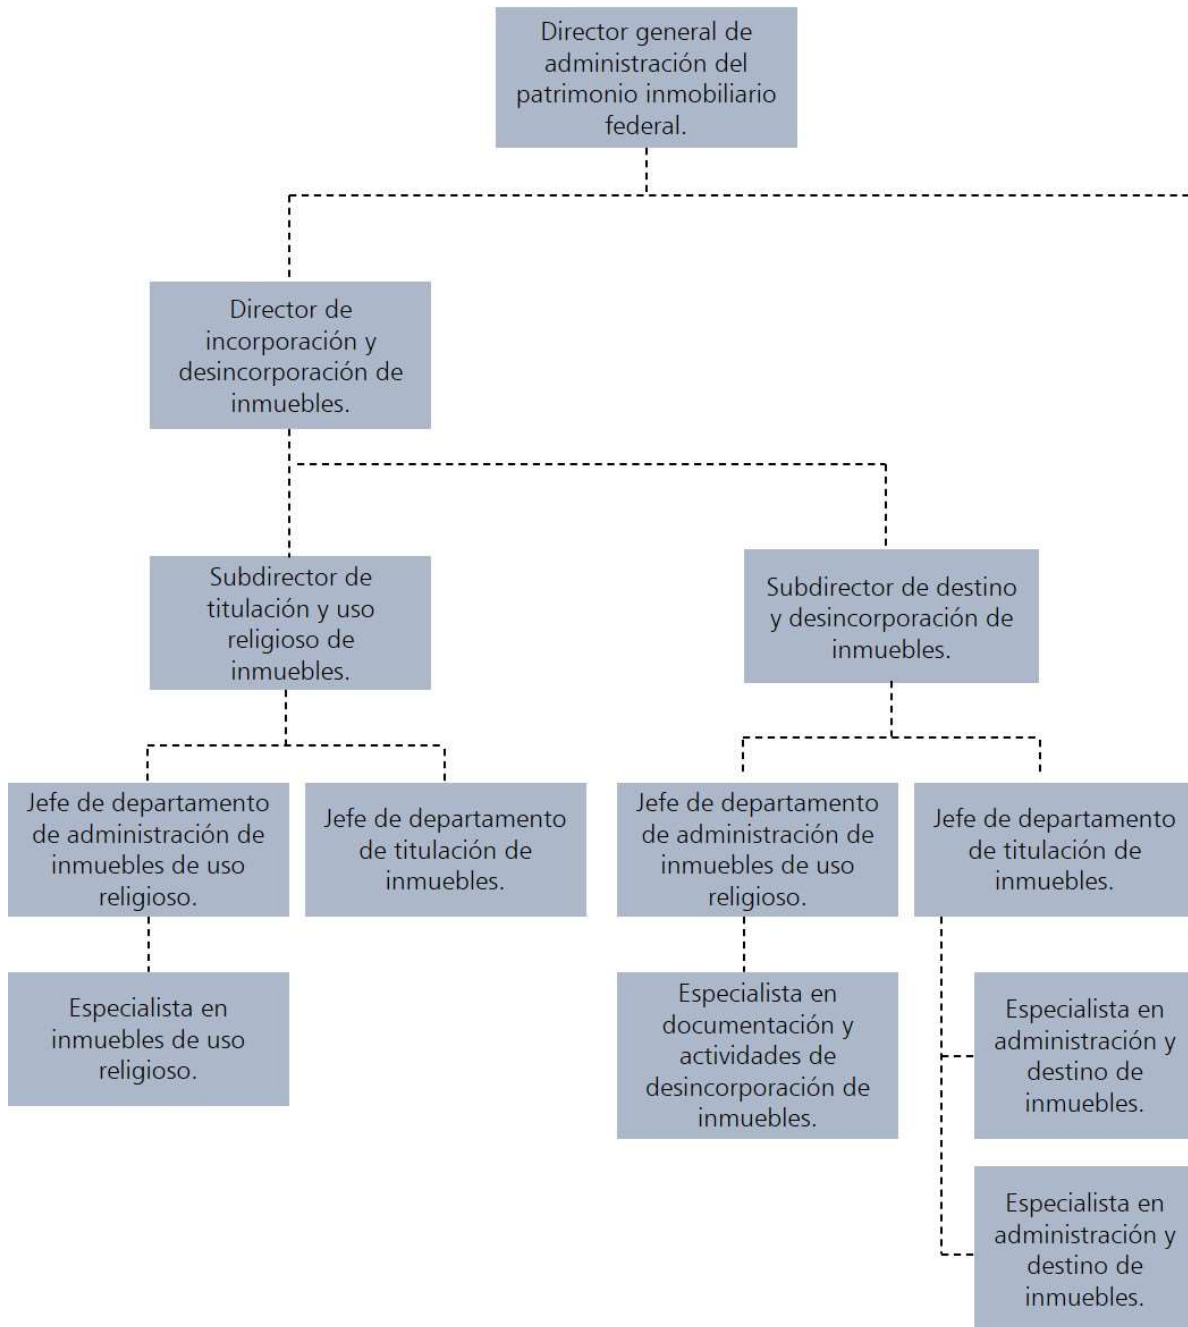 Director general de
administración del
patrimonio inmobiliario
federal.
Director de
incorporación y
desincorporación de
inmuebles.
Subdirector de
titulación y uso
religioso de
inmuebles.
Subdirector de destino
y desincorporación de
inmuebles.
Jefe de departamento
de administración de
inmuebles de uso
religioso.
Jefe de departamento
de titulación de
inmuebles.
Jefe de departamento
de administración de
inmuebles de uso
religioso.
Jefe de departamento
de titulación de
inmuebles.
Especialista en
inmuebles de uso
religioso.
Especialista en
documentación y
actividades de
desincorporación de
inmuebles.
Especialista en
administración y
destino de
inmuebles.
Especialista en
administración y
destino de
inmuebles.